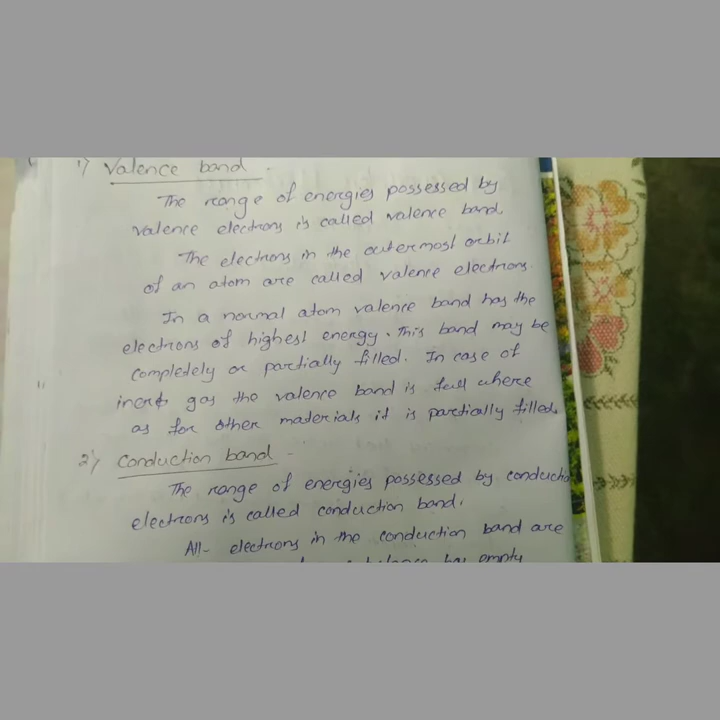 1) Valence band -
The range of energies possessed by
valence electrons is called valence band.
The electrons in the outermost orbit
of an atom are called valence electrons.
In a normal atom valence band has the
electrons of highest energy. This band may be
completely or partially filled. In case of
inert gas the valence band is full where
as for other materials it is partially filled.
2) Conduction band -
The range of energies possessed by conductio
electrons is called conduction band.
All- electrons in the conduction band are
has empty